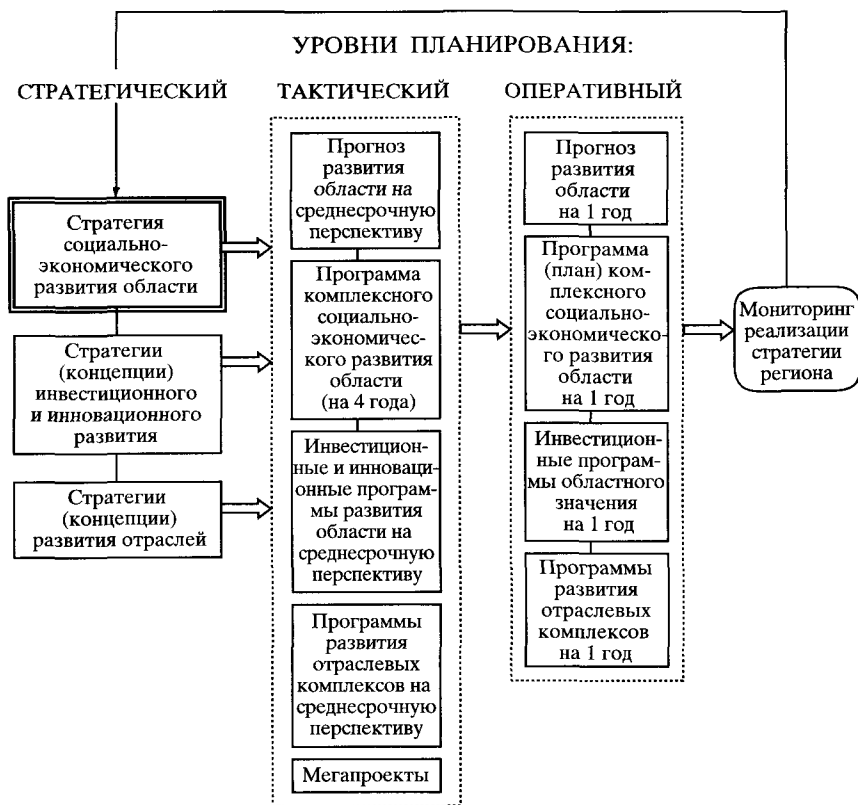 УРОВНИ ПЛАНИРОВАНИЯ:
СТРАТЕГИЧЕСКИЙ
ТАКТИЧЕСКИЙ
ОПЕРАТИВНЫЙ
Стратегия
социально-
экономического
развития области
Стратегии
(концепции)
инвестиционного
и инновационного
развития
Стратегии
(концепции)
развития отраслей
Прогноз
развития
области на
среднесрочную
перспективу
Программа
комплексного
социально-
экономичес-
кого развития
области
(на 4 года)
Инвестицион-
ные и инноваци-
онные програм-
мы развития
области на
среднесрочную
перспективу
Программы
развития
отраслевых
комплексов на
среднесрочную
перспективу
Мегапроекты
Прогноз
развития
области
на 1 год
Программа
(план) ком-
плексного
социально-
экономическо-
го развития
области
на 1 год
Инвестицион-
ные програм-
мы областного
значения
на 1 год
Программы
развития
отраслевых
комплексов
на 1 год
Мониторинг
реализации
стратегии
региона